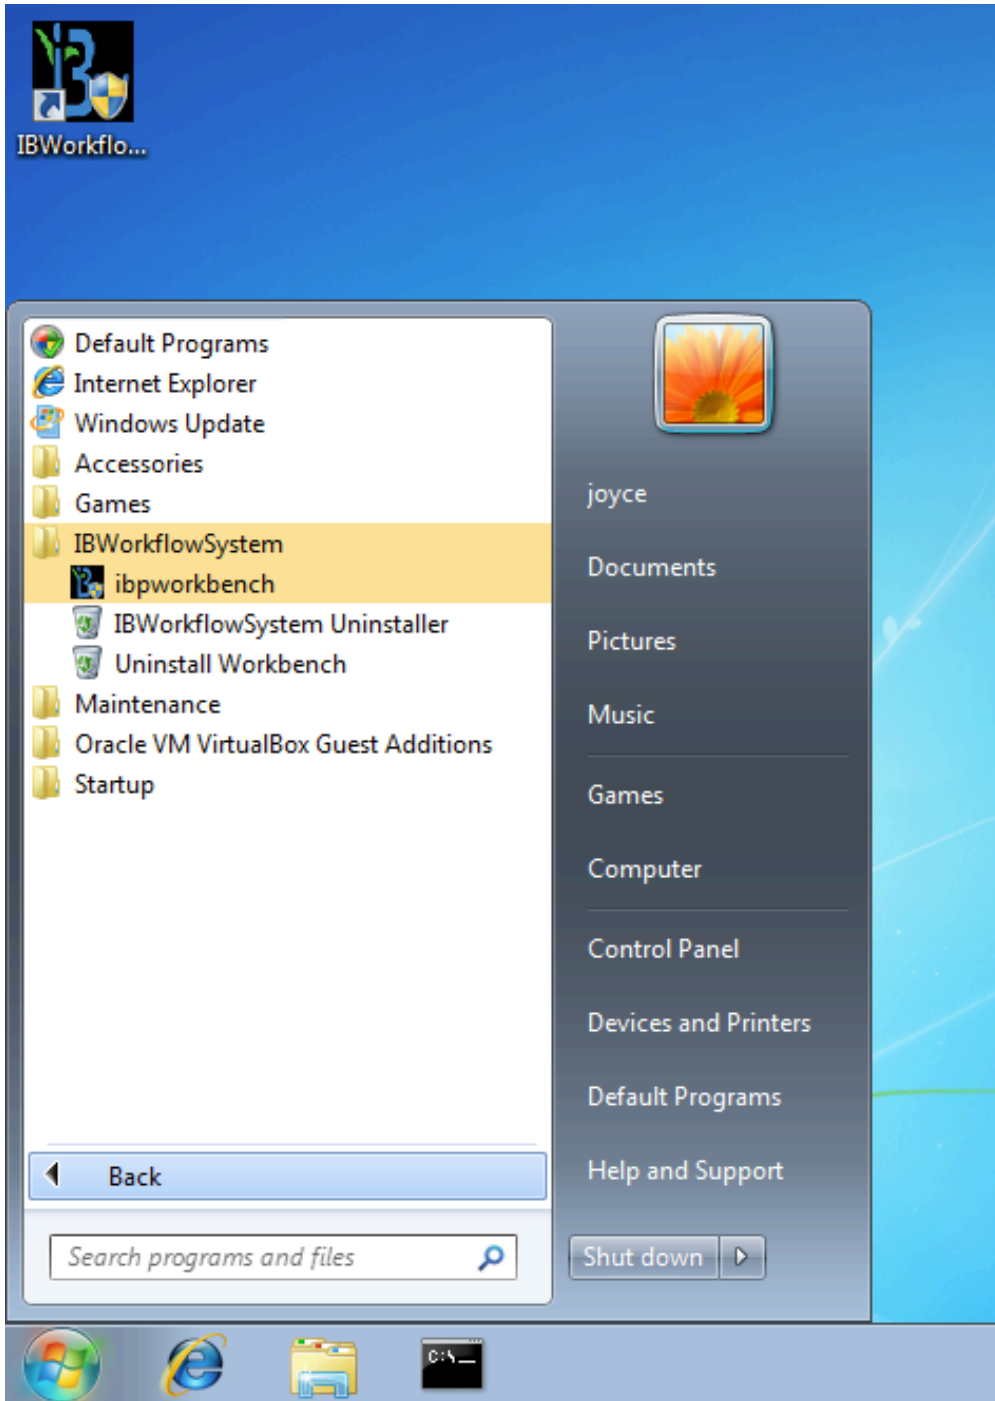 IBWorkflo...
Default Programs
Internet Explorer
Windows Update
Accessories
Games
IBWorkflowSystem
ibpworkbench
IBWorkflowSystem Uninstaller
Uninstall Workbench
Maintenance
Oracle VM VirtualBox Guest Additions
Startup
Back
Search programs and files
joyce
Documents
Pictures
Music
Games
Computer
Control Panel
Devices and Printers
Default Programs
Help and Support
Shut down
C:\_